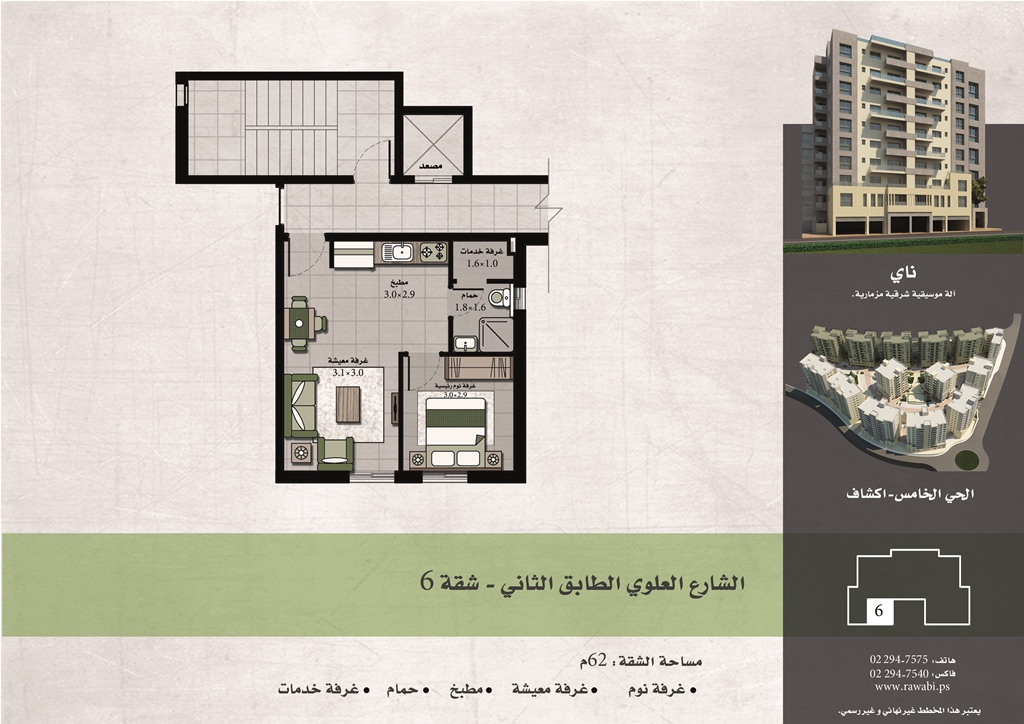 مصعد
غرفة خدمات
1.6×1.0
مطبخ
3.0×2.9
حمام
1.8×1.6
غرفة معيشة
3.1×3.0
غرفة نوم رئيسية
3.0×2.9
ناي
آلة موسيقية شرقية مزمارية.
الحي الخامس-اكشاف
الشارع العلوي الطابق الثاني - شقة 6
6
مساحة الشقة: 62م
• غرفة نوم • غرفة معيشة • مطبخ • حمام • غرفة خدمات
هاتف: 02 294-7575
فاكس: 02 294-7540
www.rawabi.ps
يعتبر هذا المخطط غير نهائي و غير رسمي.